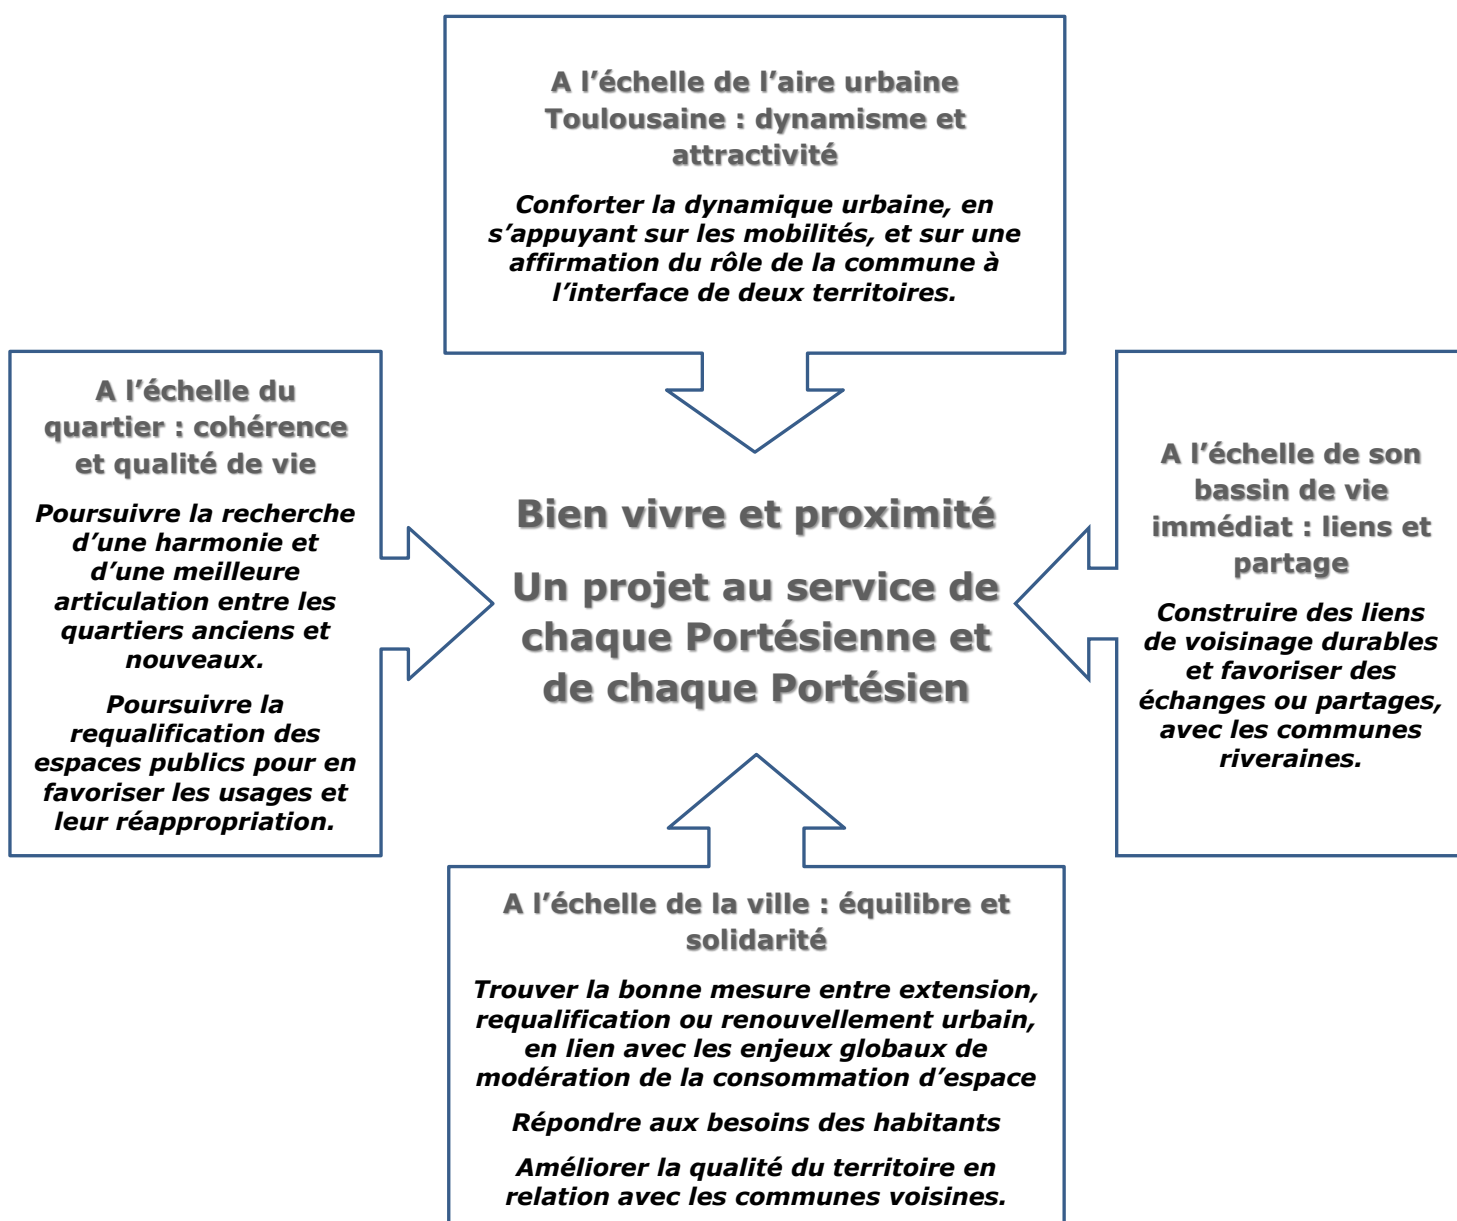 A l’échelle de l’aire urbaine
Toulousaine : dynamisme et
attractivité
Conforter la dynamique urbaine, en
s’appuyant sur les mobilités, et sur une
affirmation du rôle de la commune à
l’interface de deux territoires.
A l’échelle du
quartier : cohérence
et qualité de vie
Poursuivre la recherche
d’une harmonie et
d’une meilleure
articulation entre les
quartiers anciens et
nouveaux.
Poursuivre la
requalification des
espaces publics pour en
favoriser les usages et
leur réappropriation.
Bien vivre et proximité
Un projet au service de
chaque Portésienne et
de chaque Portésien
A l’échelle de son
bassin de vie
immédiat : liens et
partage
Construire des liens
de voisinage durables
et favoriser des
échanges ou partages,
avec les communes
riveraines.
A l’échelle de la ville : équilibre et
solidarité
Trouver la bonne mesure entre extension,
requalification ou renouvellement urbain,
en lien avec les enjeux globaux de
modération de la consommation d’espace
Répondre aux besoins des habitants
Améliorer la qualité du territoire en
relation avec les communes voisines.